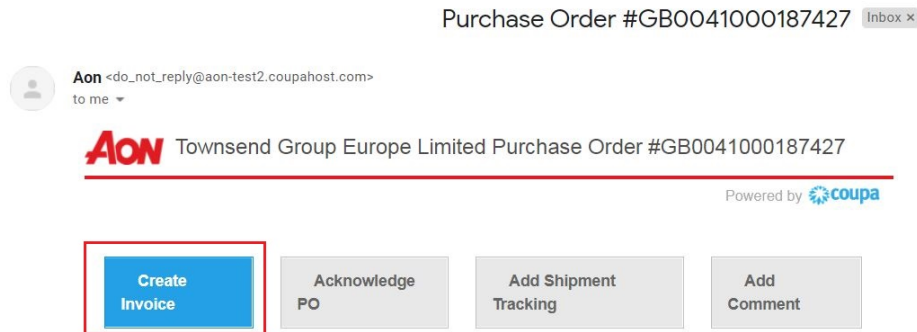 Purchase Order #GB0041000187427 Inbox ×
Aon <do_not_reply@aon-test2.coupahost.com>
to me
AON Townsend Group Europe Limited Purchase Order #GB0041000187427
Powered by coupa
Create Invoice
Acknowledge PO
Add Shipment Tracking
Add Comment